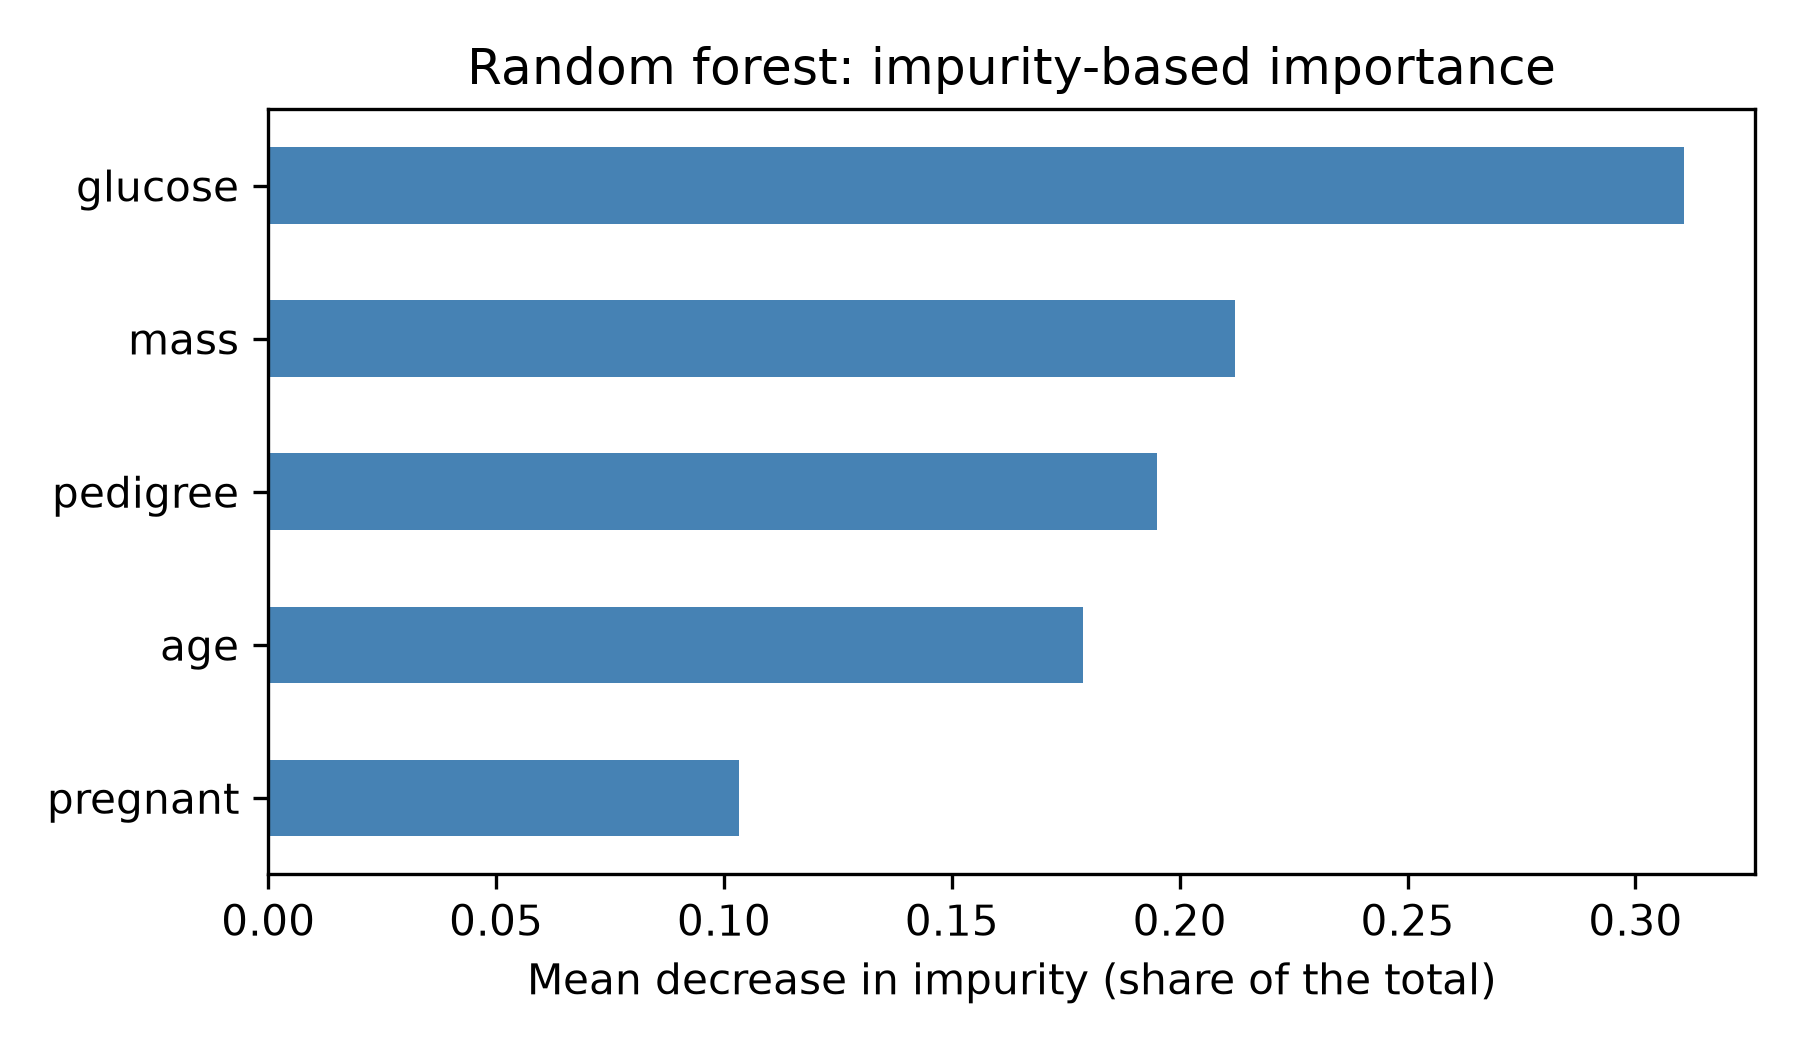 Random forest: impurity-based importance
glucose
mass
pedigree
age
pregnant
0.00 0.05 0.10 0.15 0.20 0.25 0.30
Mean decrease in impurity (share of the total)